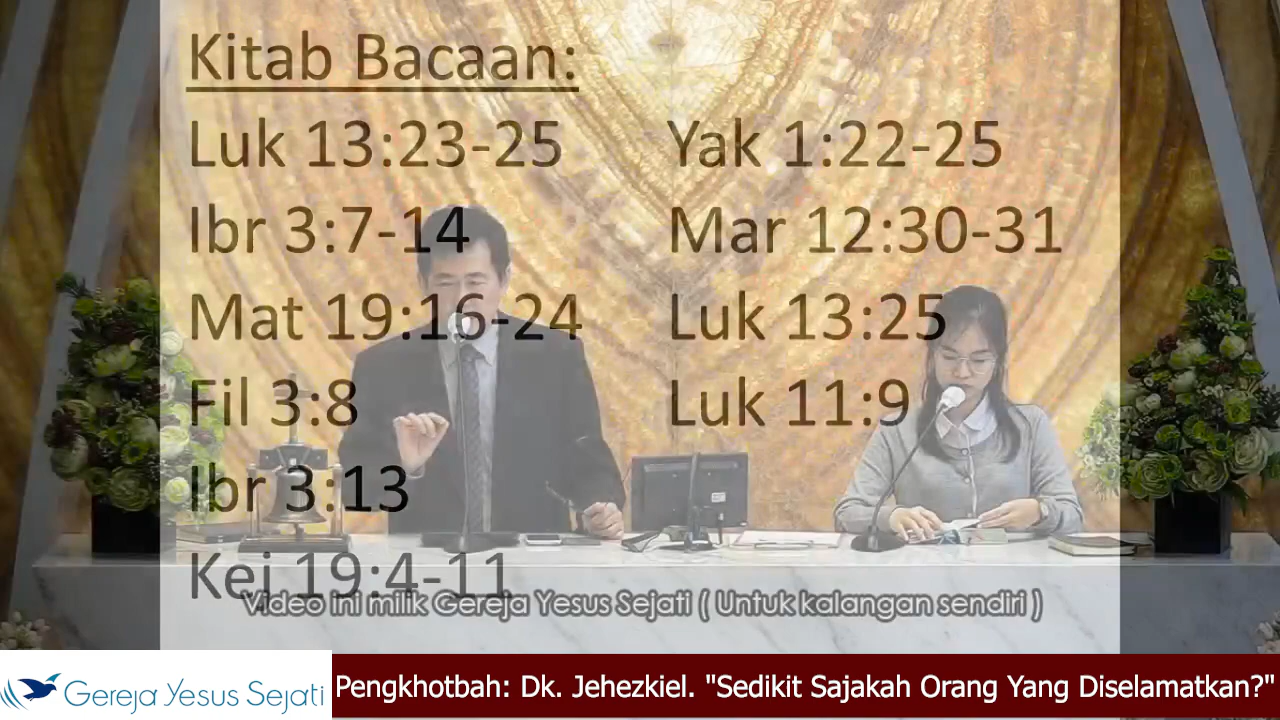 Kitab Bacaan:
Luk 13:23-25
Ibr 3:7-14
Mat 19:16-24
Fil 3:8
Ibr 3:13
Kej 19:4-11
Yak 1:22-25
Mar 12:30-31
Luk 13:25
Luk 11:9
Video ini milik Gereja Yesus Sejati ( Untuk kalangan sendiri )
Gereja Yesus Sejati
Pengkhotbah: Dk. Jehezkiel. "Sedikit Sajakah Orang Yang Diselamatkan?"